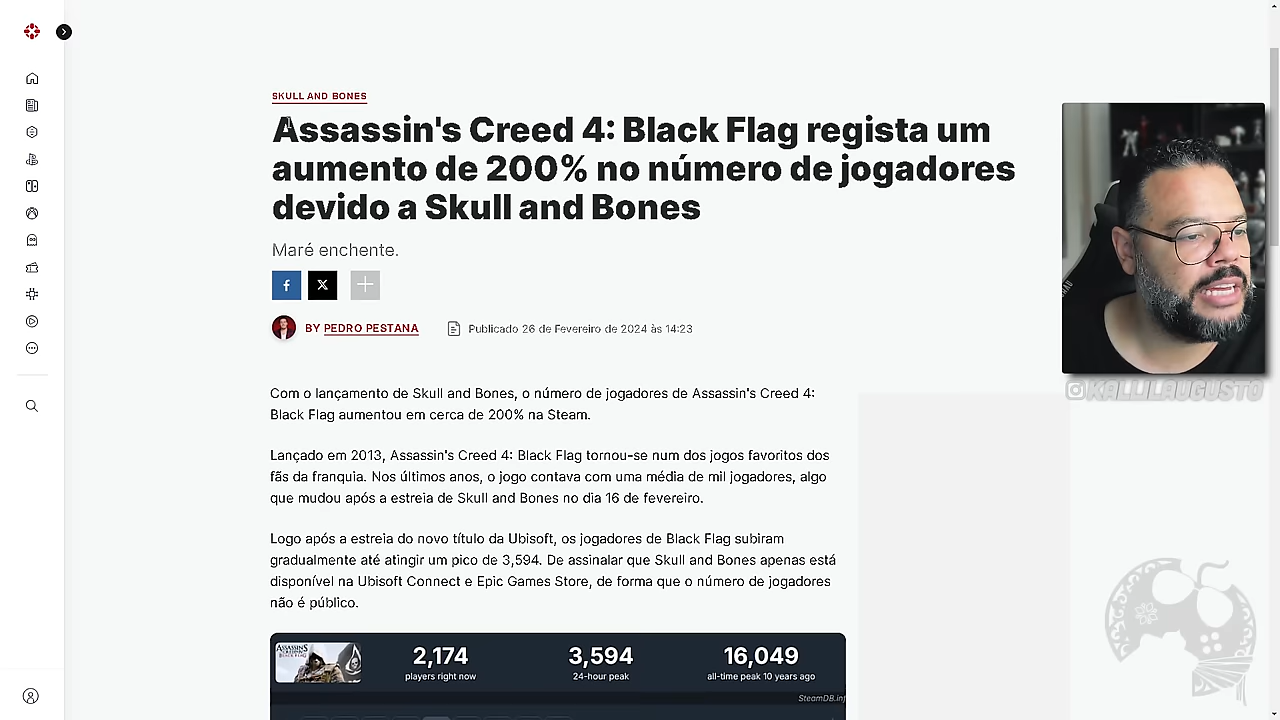 SKULL AND BONES
Assassin's Creed 4: Black Flag regista um
aumento de 200% no número de jogadores
devido a Skull and Bones
Maré enchente.
BY PEDRO PESTANA
Publicado 26 de Fevereiro de 2024 às 14:23
Com o lançamento de Skull and Bones, o número de jogadores de Assassin's Creed 4:
Black Flag aumentou em cerca de 200% na Steam.
Lançado em 2013, Assassin's Creed 4: Black Flag tornou-se num dos jogos favoritos dos
fãs da franquia. Nos últimos anos, o jogo contava com uma média de mil jogadores, algo
que mudou após a estreia de Skull and Bones no dia 16 de fevereiro.
Logo após a estreia do novo título da Ubisoft, os jogadores de Black Flag subiram
gradualmente até atingir um pico de 3,594. De assinalar que Skull and Bones apenas está
disponível na Ubisoft Connect e Epic Games Store, de forma que o número de jogadores
não é público.
ASSASSIN'S CREED BLACK FLAG
2,174 3,594 16,049
players right now 24-hour peak all-time peak 10 years ago
SteamDB.inf
@KALLILAUGUSTO